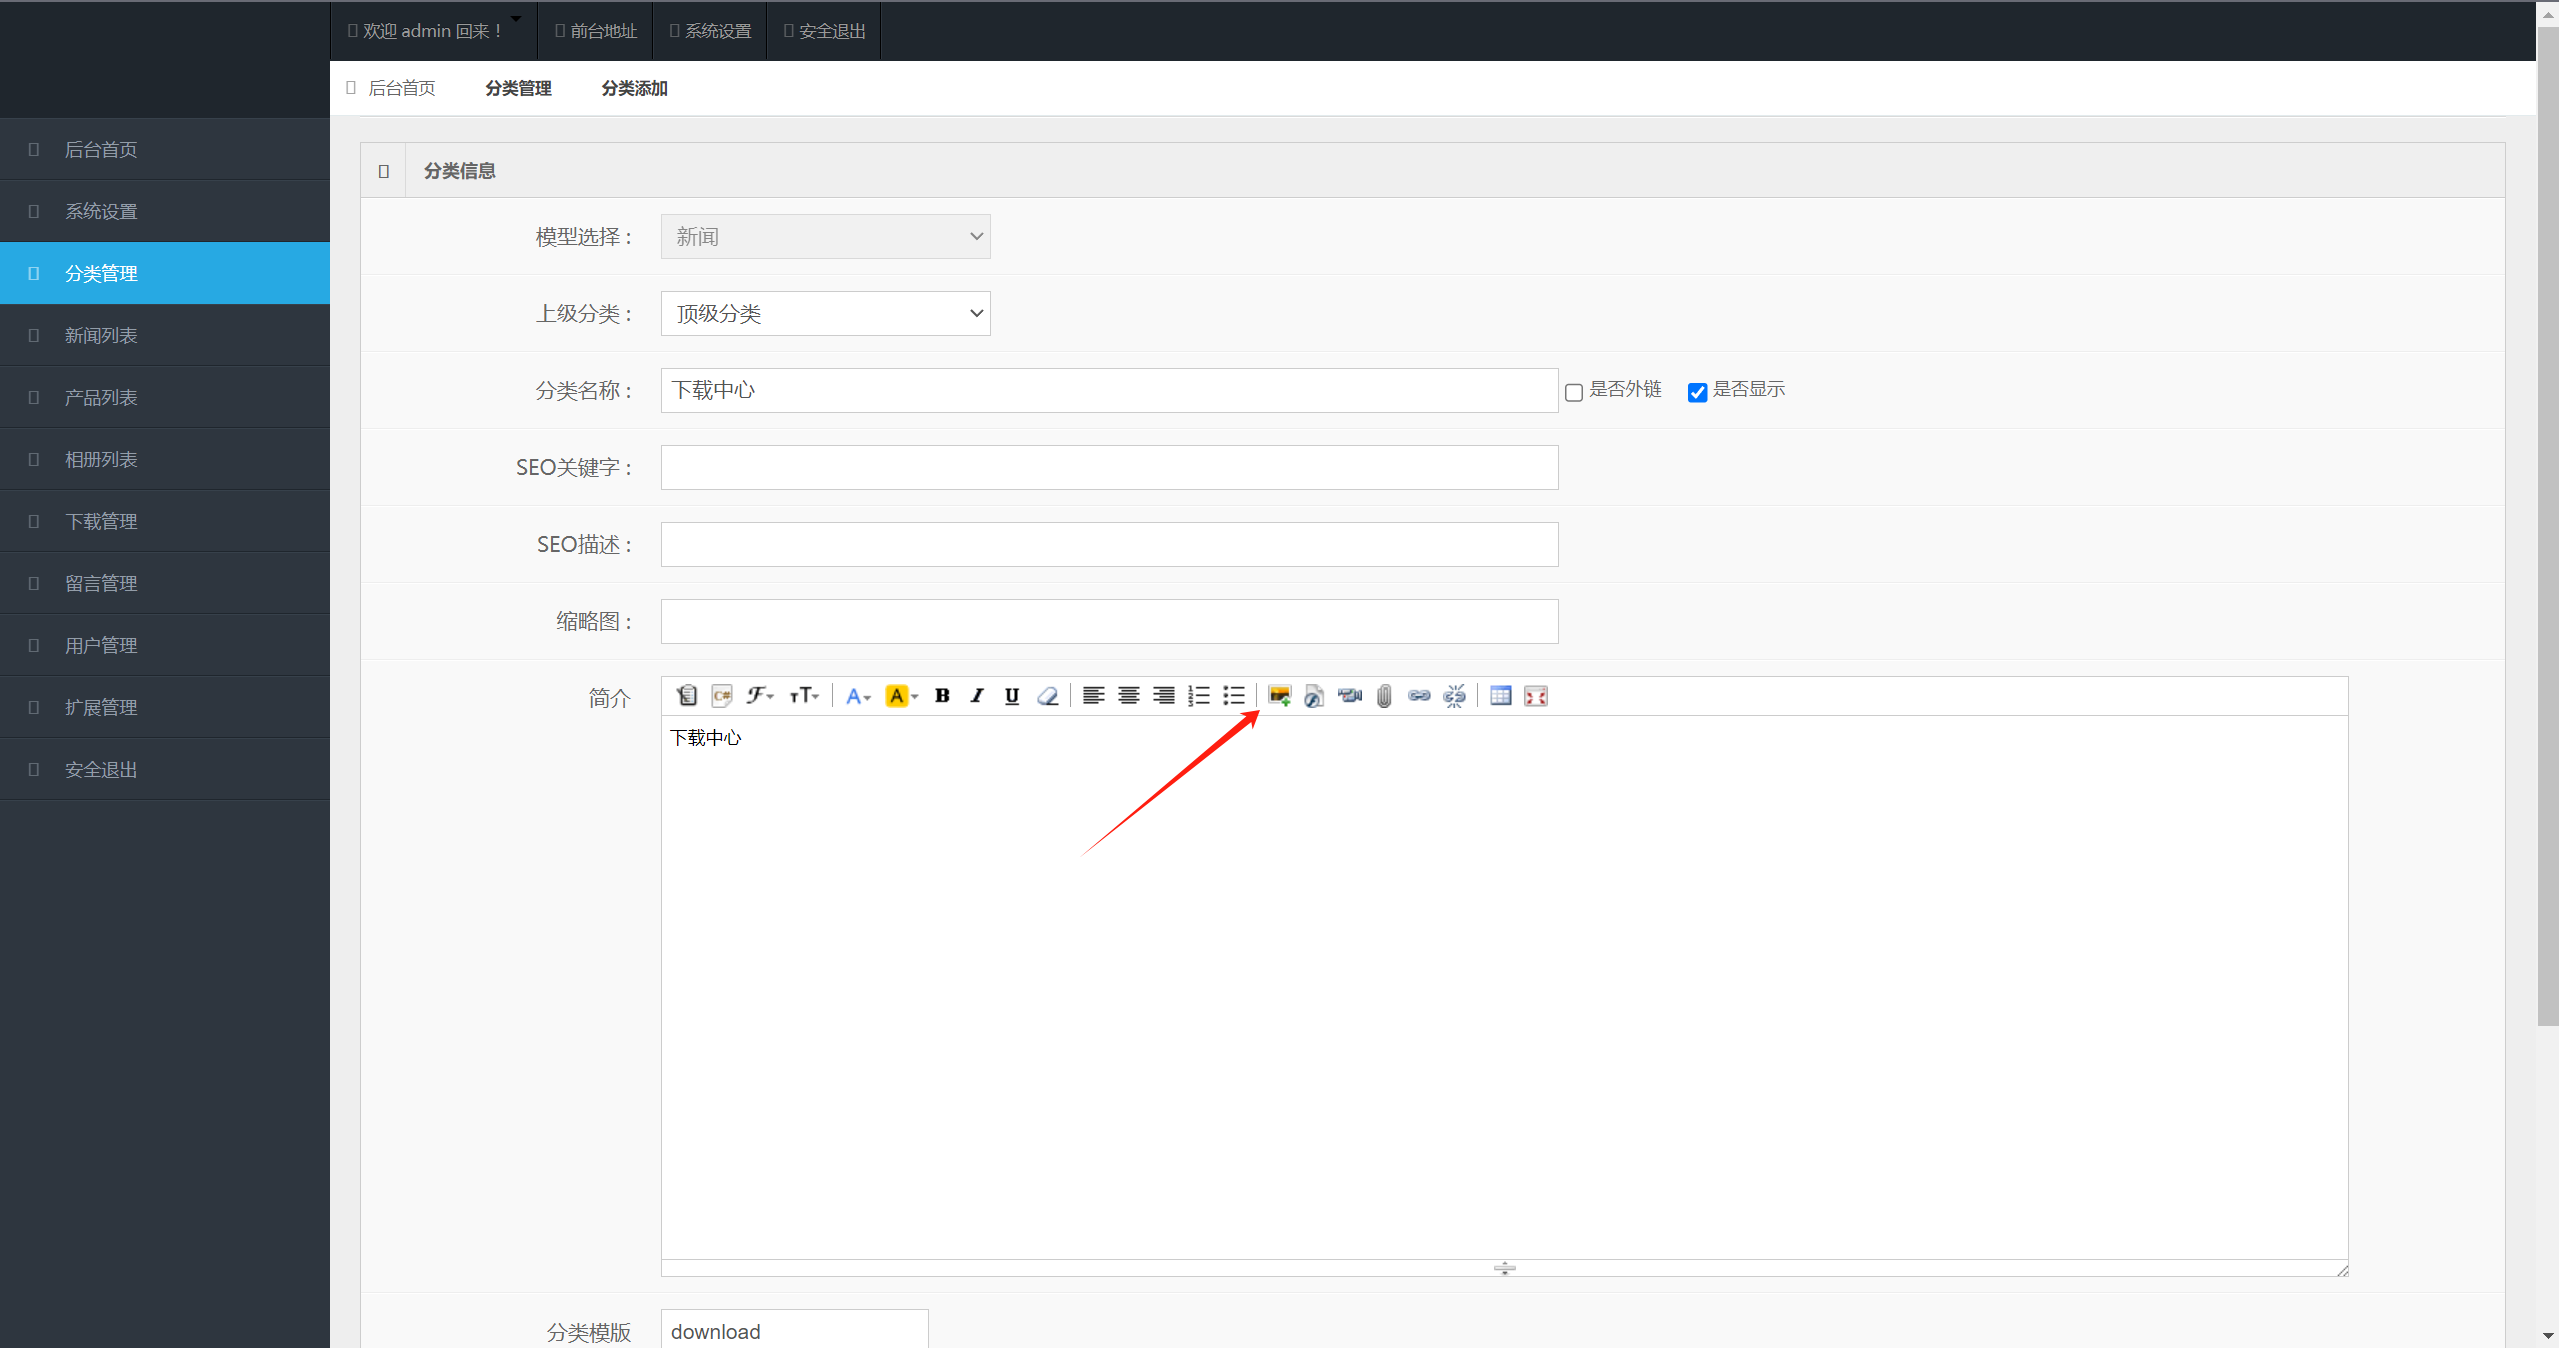 欢迎 admin 回来！
前台地址
系统设置
安全退出
后台首页
分类管理
分类添加
后台首页
系统设置
分类管理
新闻列表
产品列表
相册列表
下载管理
留言管理
用户管理
扩展管理
安全退出
分类信息
模型选择：
新闻
上级分类：
顶级分类
分类名称：
下载中心
是否外链
是否显示
SEO关键字：
SEO描述：
缩略图：
简介
下载中心
分类模版
download